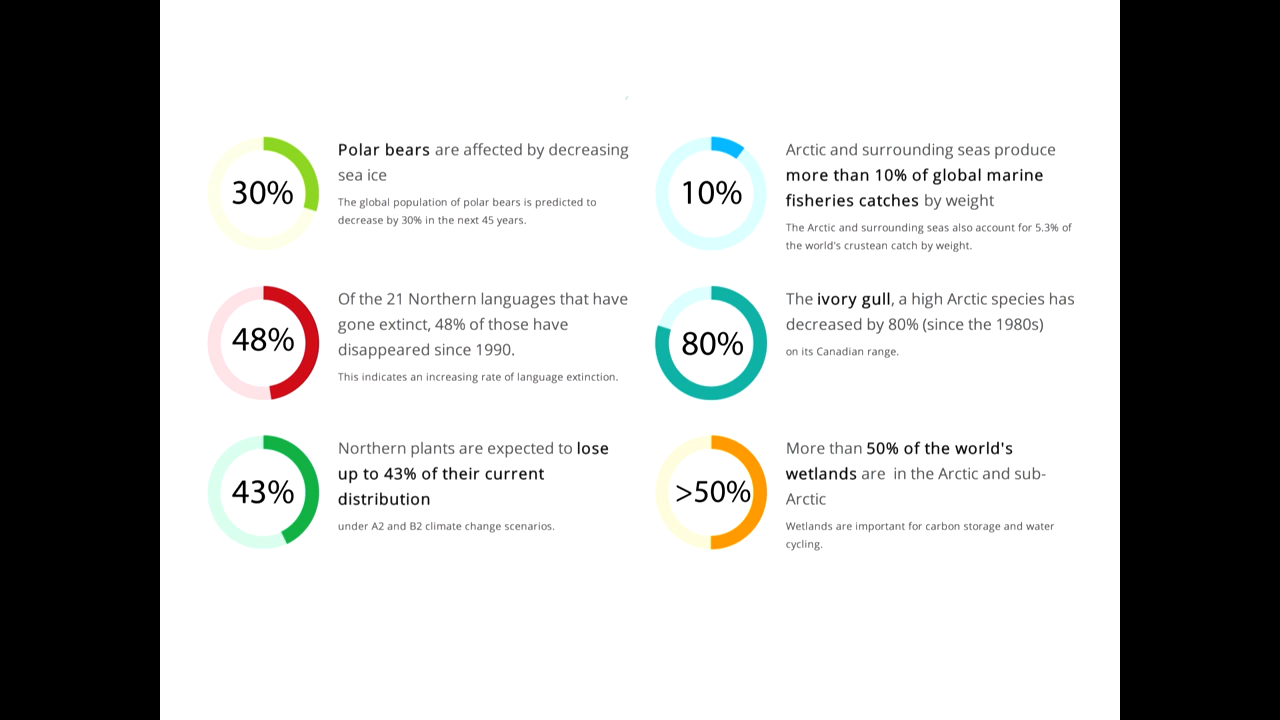 30%
Polar bears are affected by decreasing
sea ice
The global population of polar bears is predicted to
decrease by 30% in the next 45 years.
10%
Arctic and surrounding seas produce
more than 10% of global marine
fisheries catches by weight
The Arctic and surrounding seas also account for 5.3% of
the world's crustean catch by weight.
48%
Of the 21 Northern languages that have
gone extinct, 48% of those have
disappeared since 1990.
This indicates an increasing rate of language extinction.
80%
The ivory gull, a high Arctic species has
decreased by 80% (since the 1980s)
on its Canadian range.
43%
Northern plants are expected to lose
up to 43% of their current
distribution
under A2 and B2 climate change scenarios.
>50%
More than 50% of the world's
wetlands are in the Arctic and sub-
Arctic
Wetlands are important for carbon storage and water
cycling.